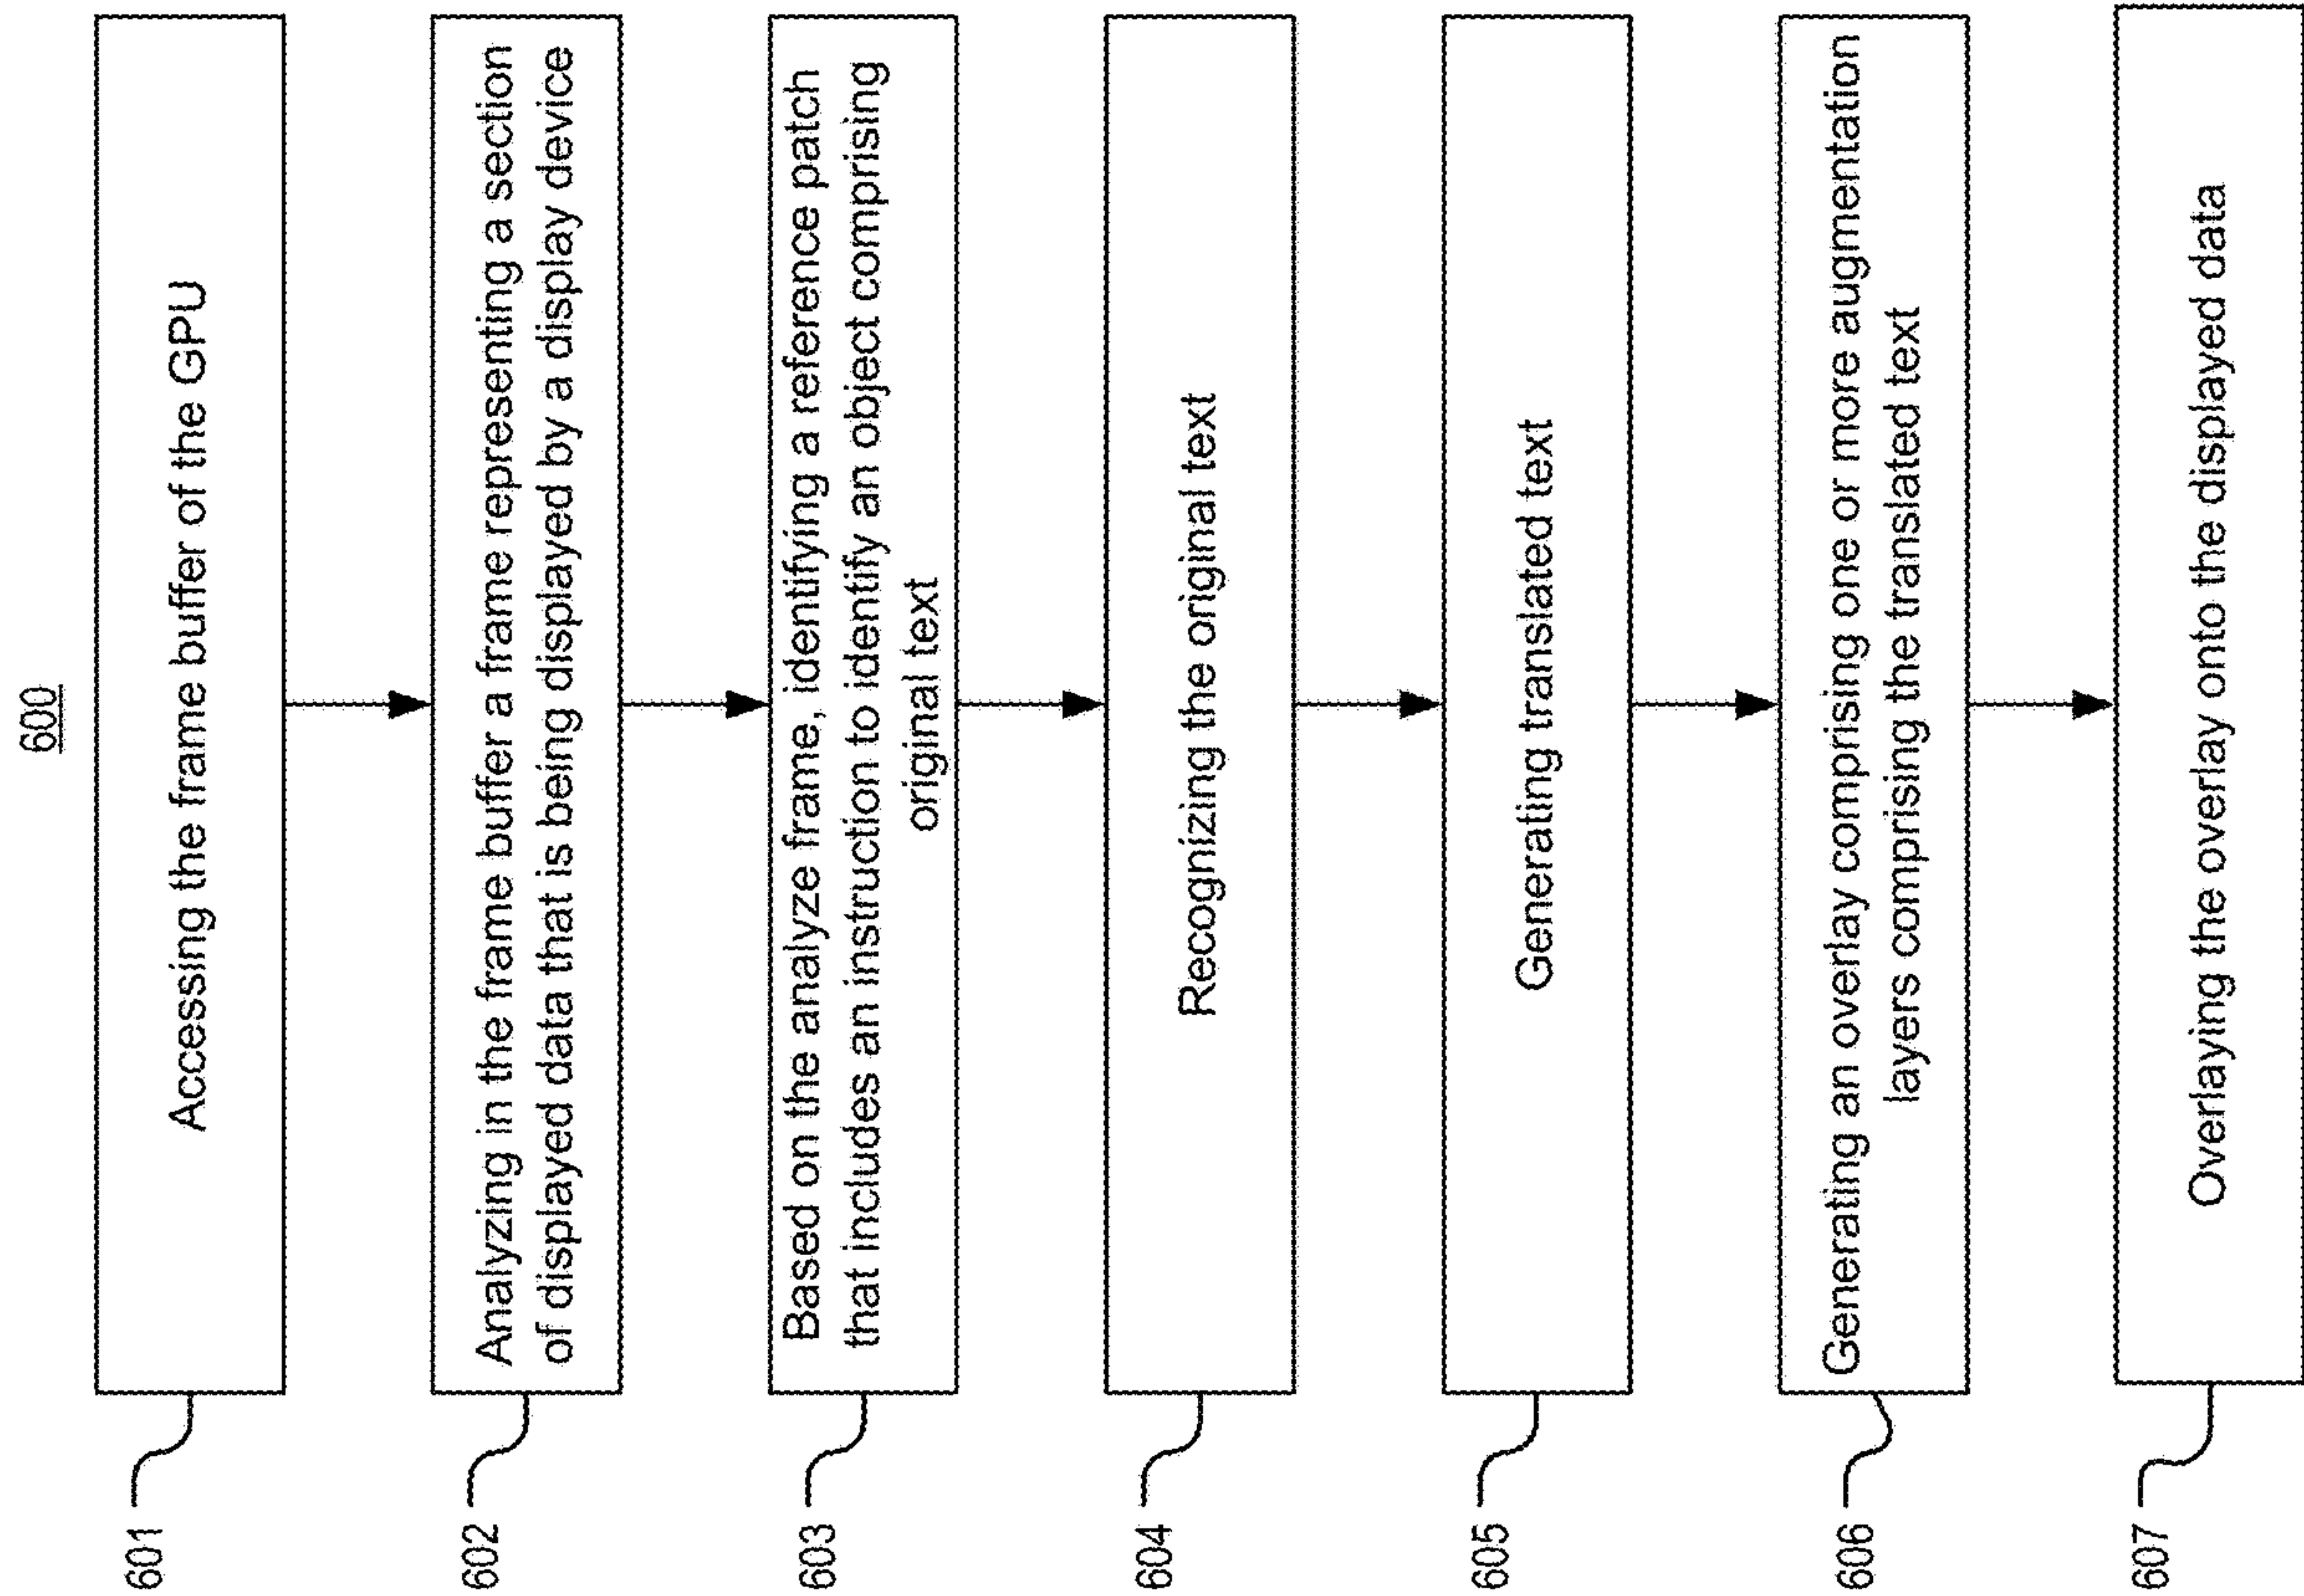 600
601
Accessing the frame buffer of the GPU
602
Analyzing in the frame buffer a frame representing a section
of displayed data that is being displayed by a display device
603
Based on the analyze frame, identifying a reference patch
that includes an instruction to identify an object comprising
original text
604
Recognizing the original text
605
Generating translated text
606
Generating an overlay comprising one or more augmentation
layers comprising the translated text
607
Overlaying the overlay onto the displayed data